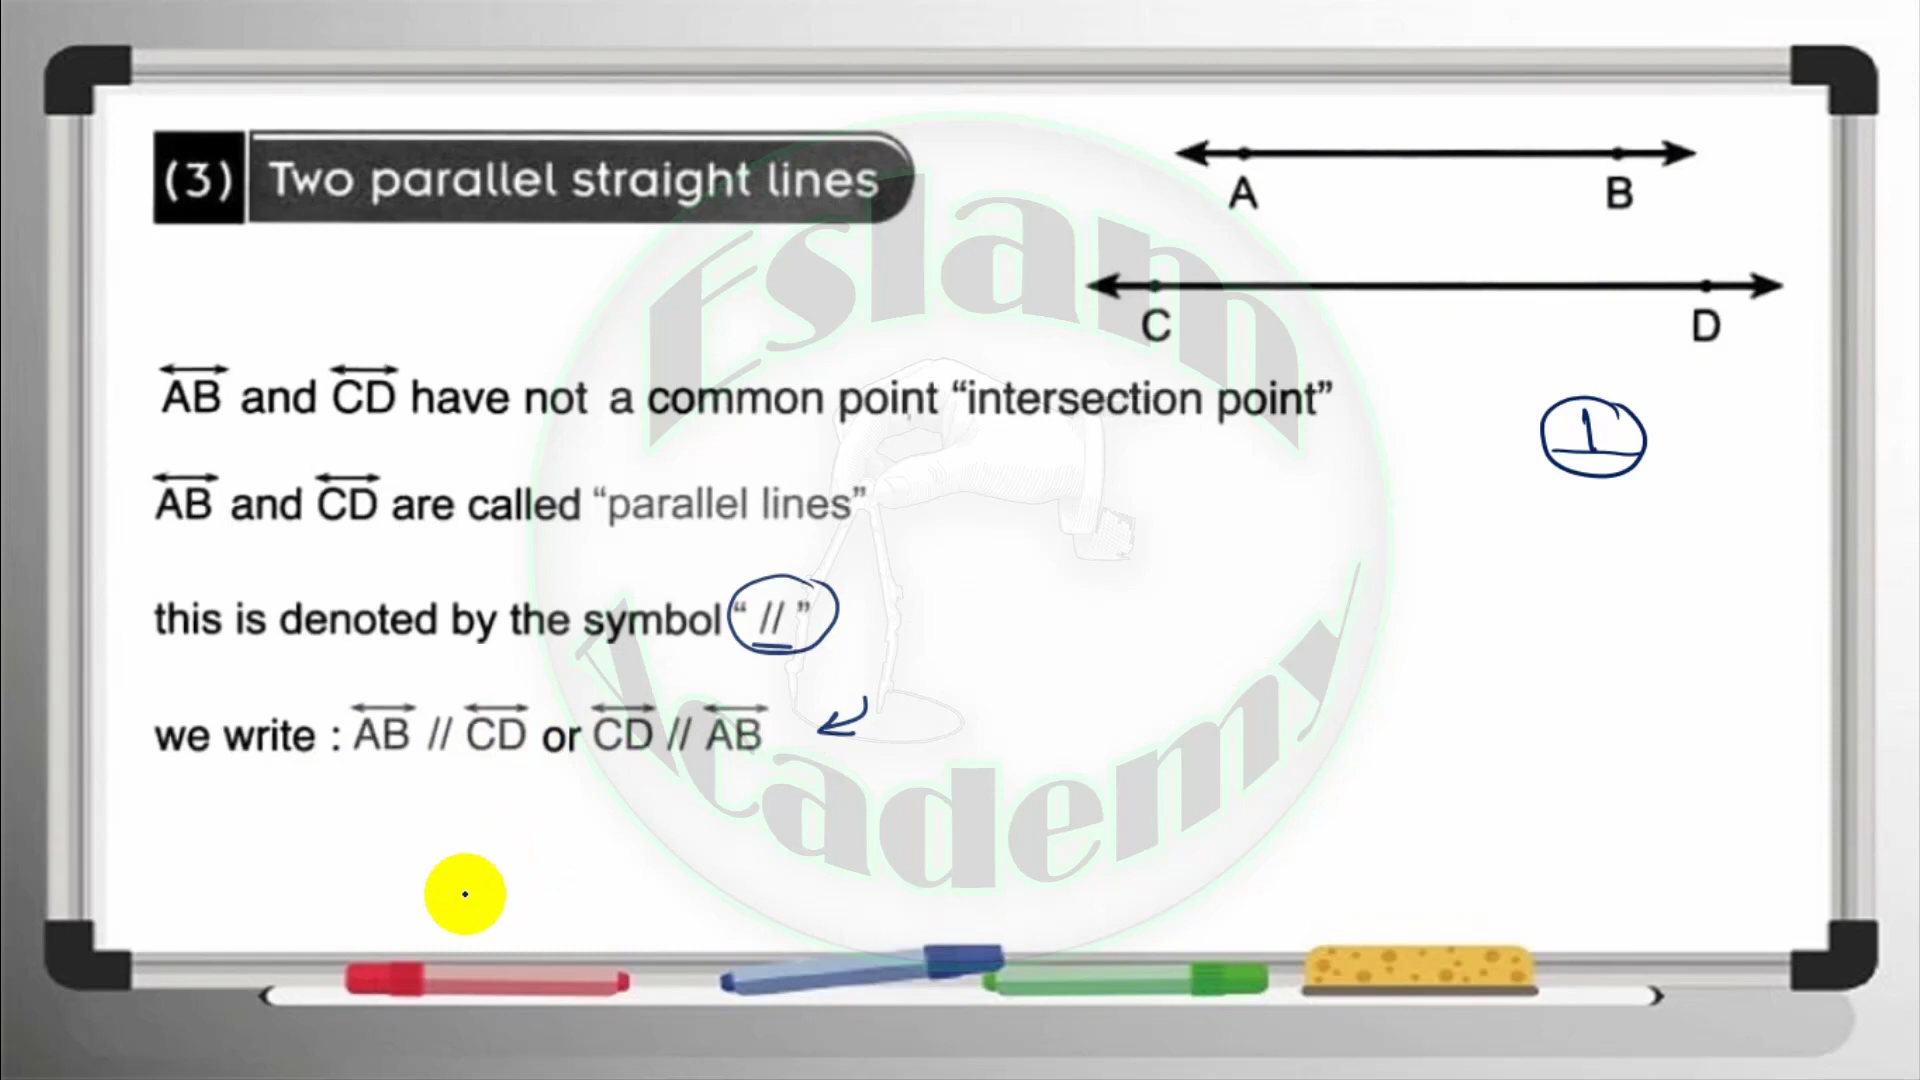 (3) Two parallel straight lines
A B
C D
AB and CD have not a common point “intersection point”
1
AB and CD are called “parallel lines”
this is denoted by the symbol “ // ”
we write : AB // CD or CD // AB
Eslam
Academy